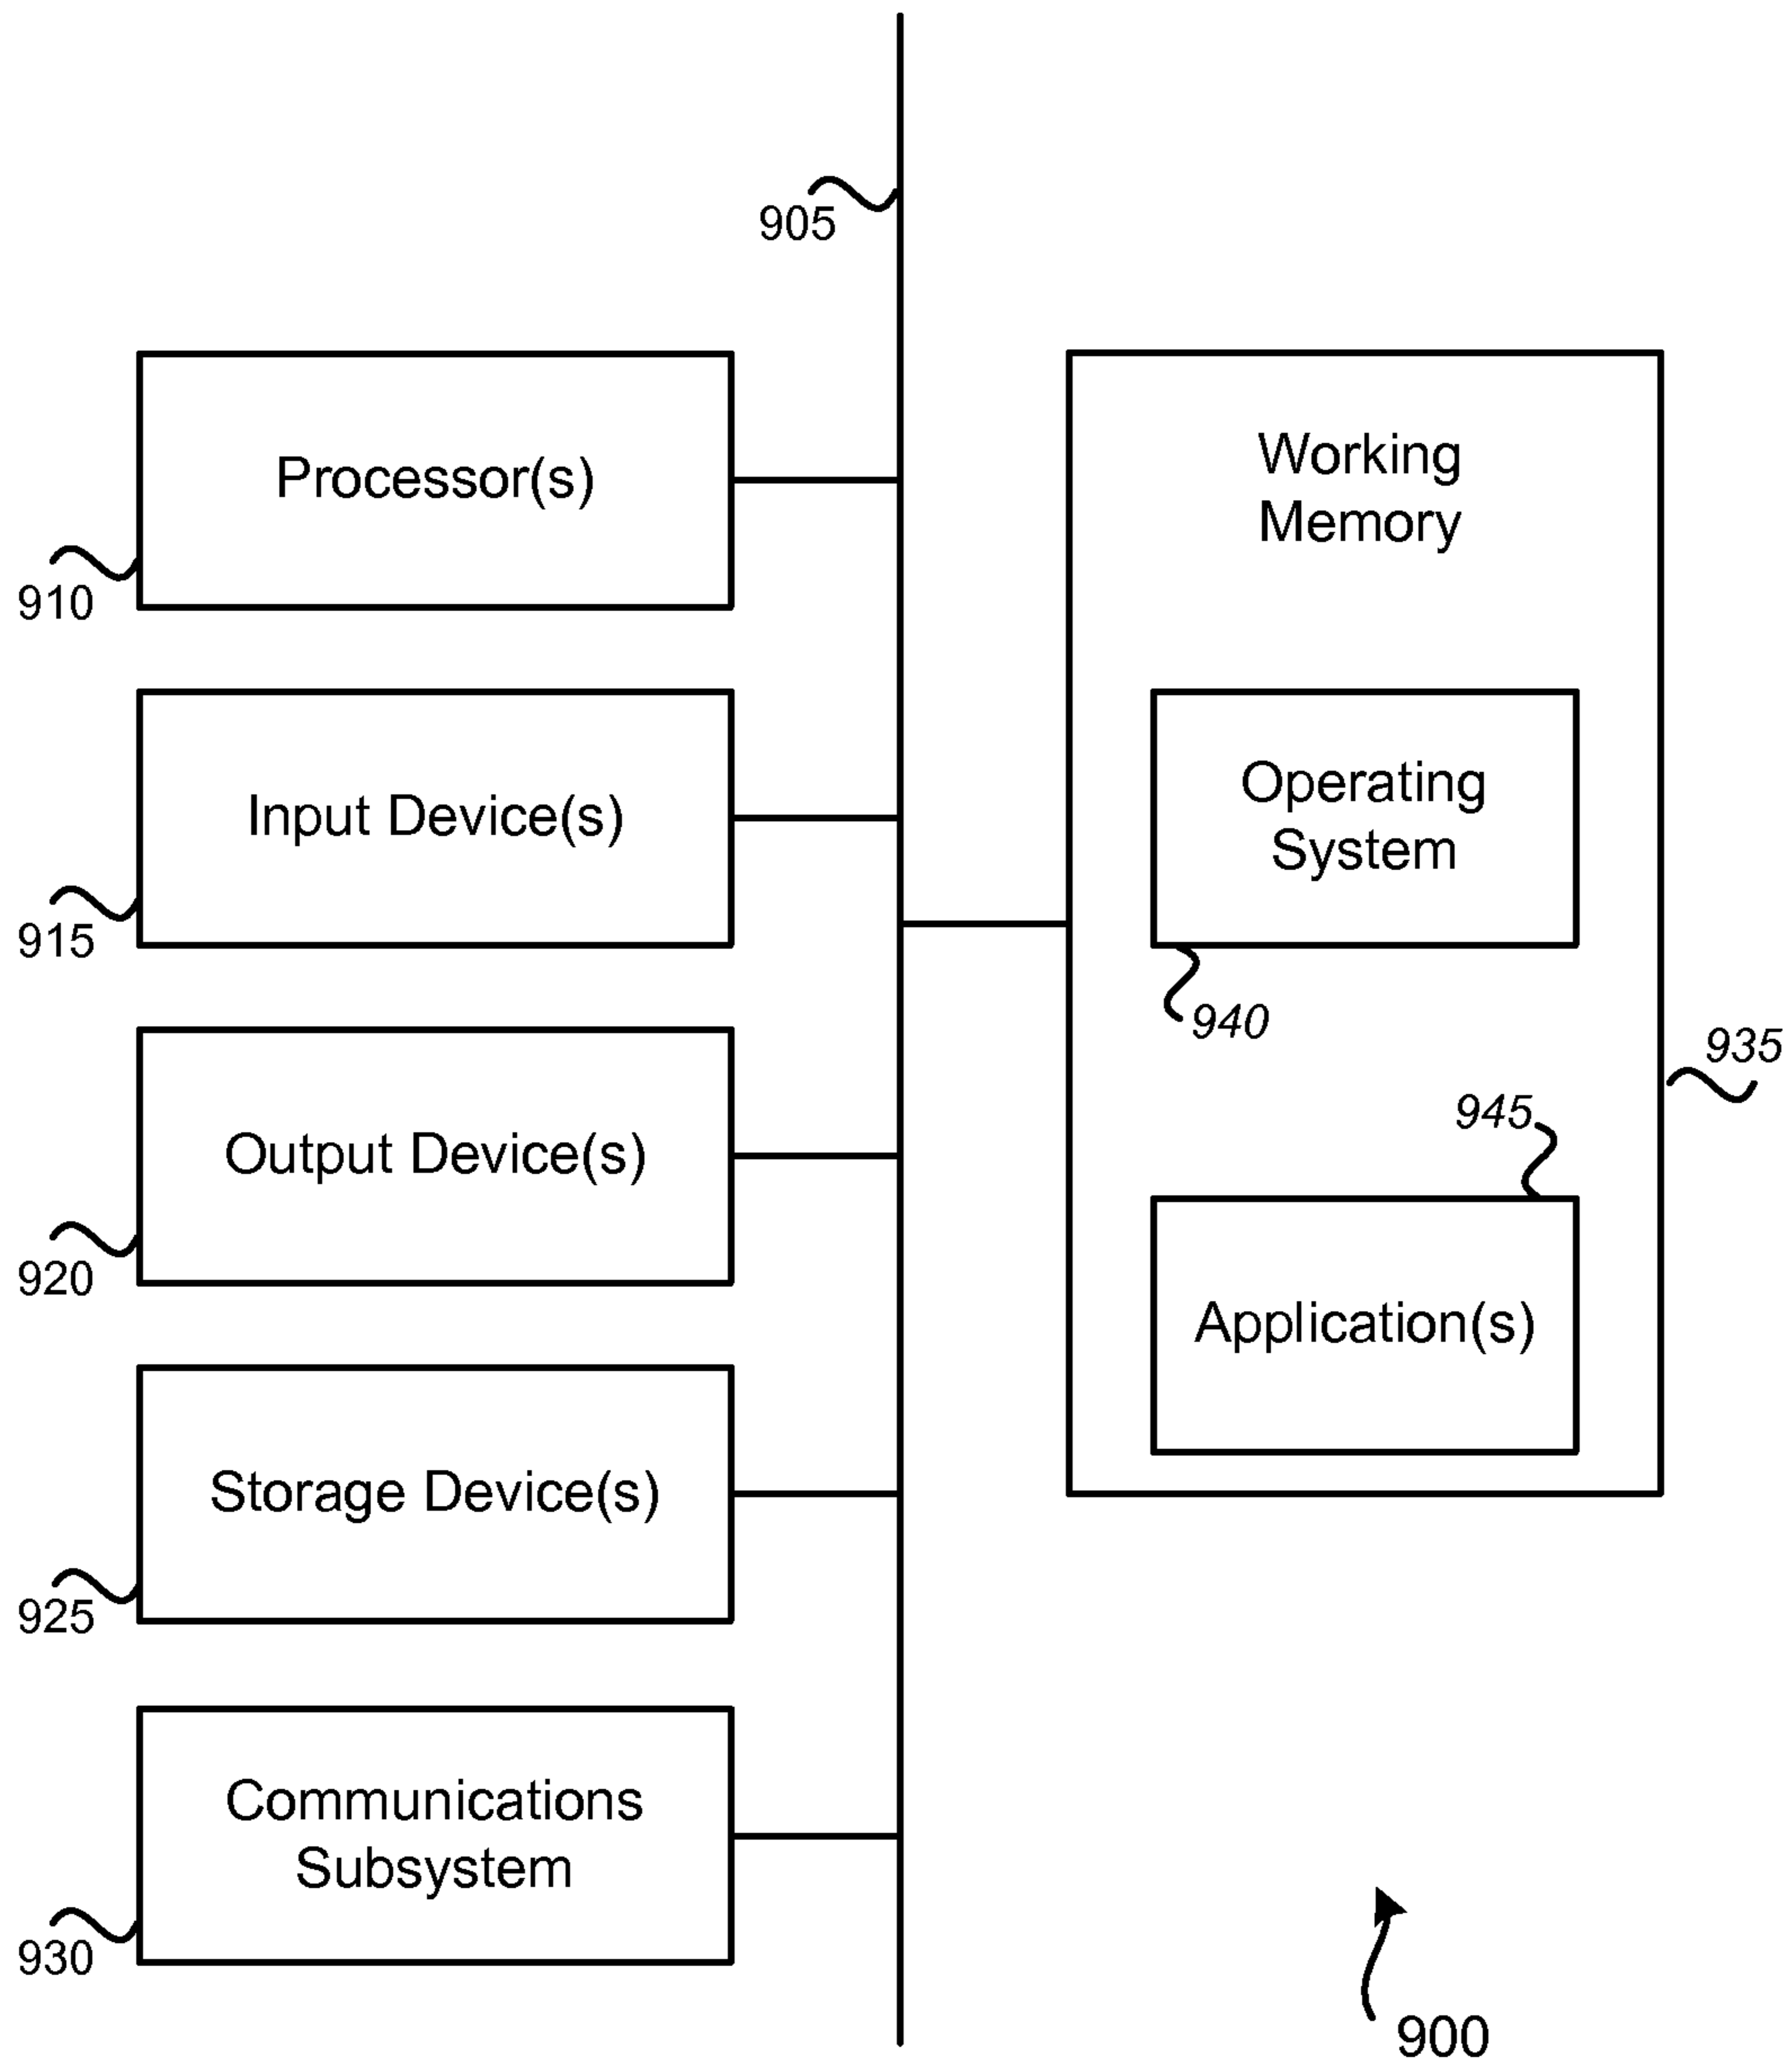 905
Processor(s)
910
Input Device(s)
915
Output Device(s)
920
Storage Device(s)
925
Communications
Subsystem
930
Working
Memory
Operating
System
940
935
945
Application(s)
900